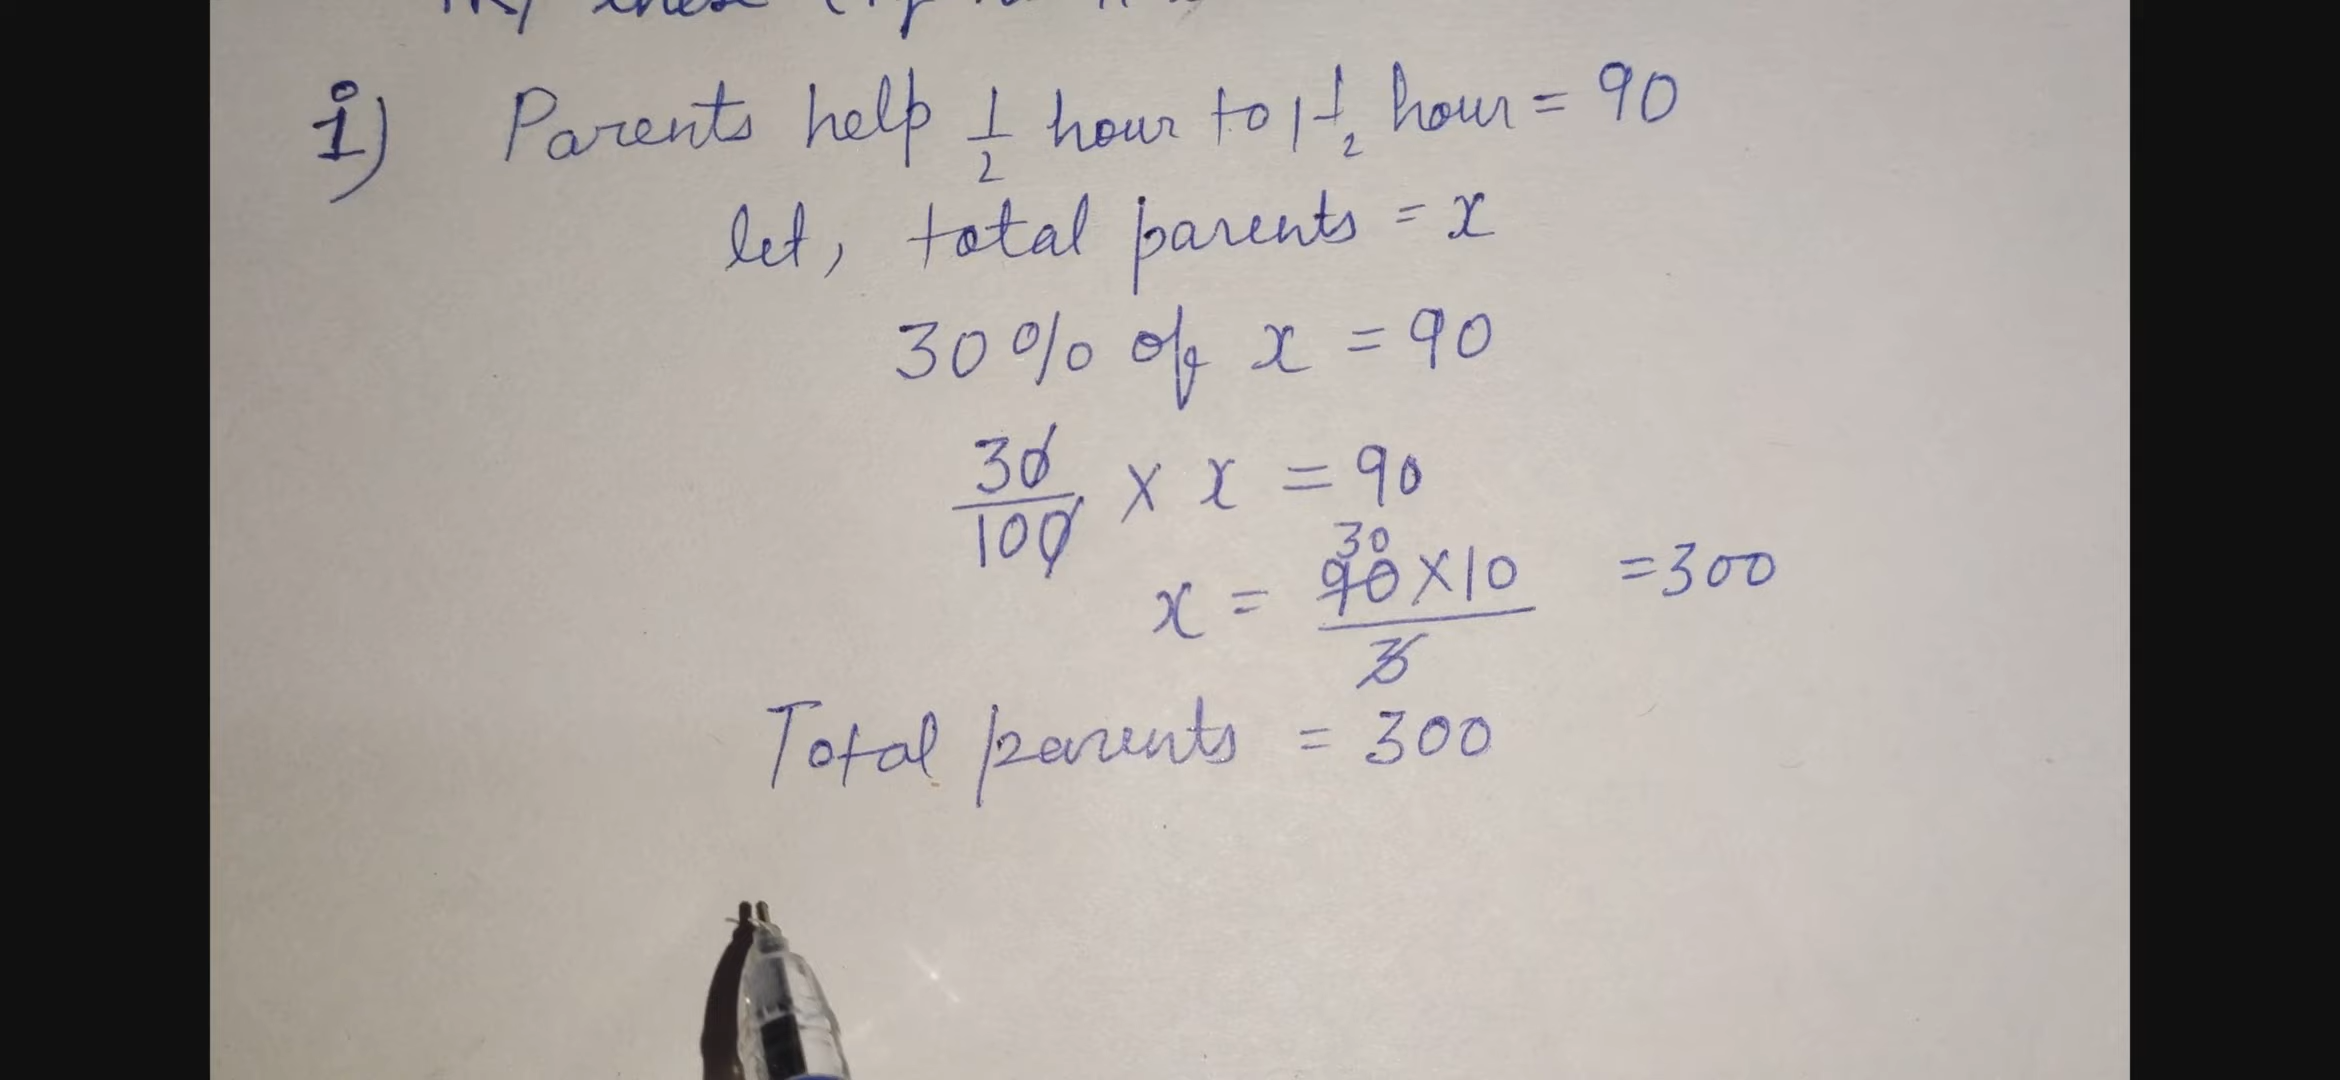 i) Parents help 1/2 hour to 1 1/2 hour = 90
let, total parents = x
30% of x = 90
30/100 × x = 90
x = 90 × 10 / 3 = 300
30
Total parents = 300